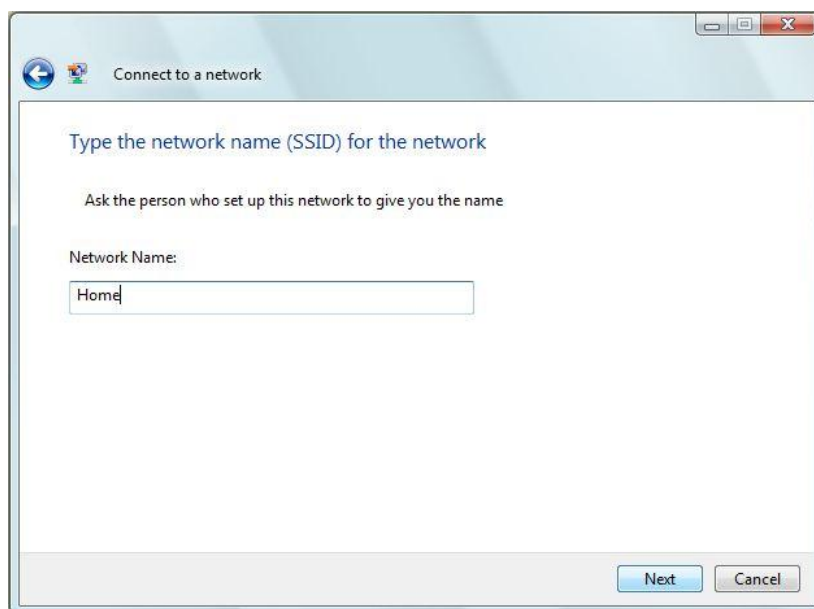 Connect to a network
Type the network name (SSID) for the network
Ask the person who set up this network to give you the name
Network Name:
Home
Next
Cancel